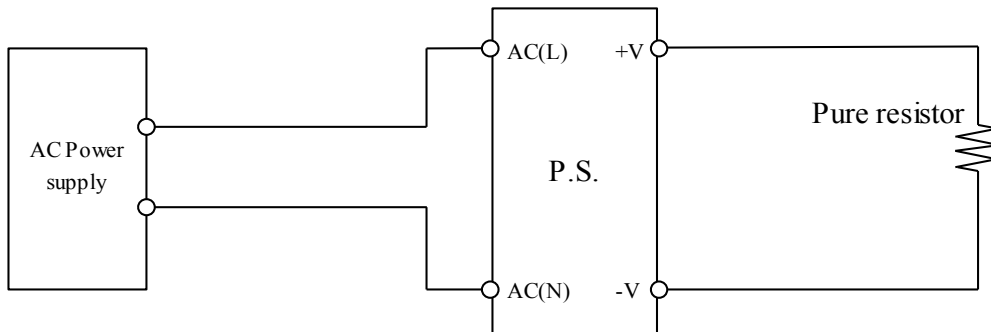 AC Power
supply
AC(L)
+V
P.S.
AC(N)
-V
Pure resistor